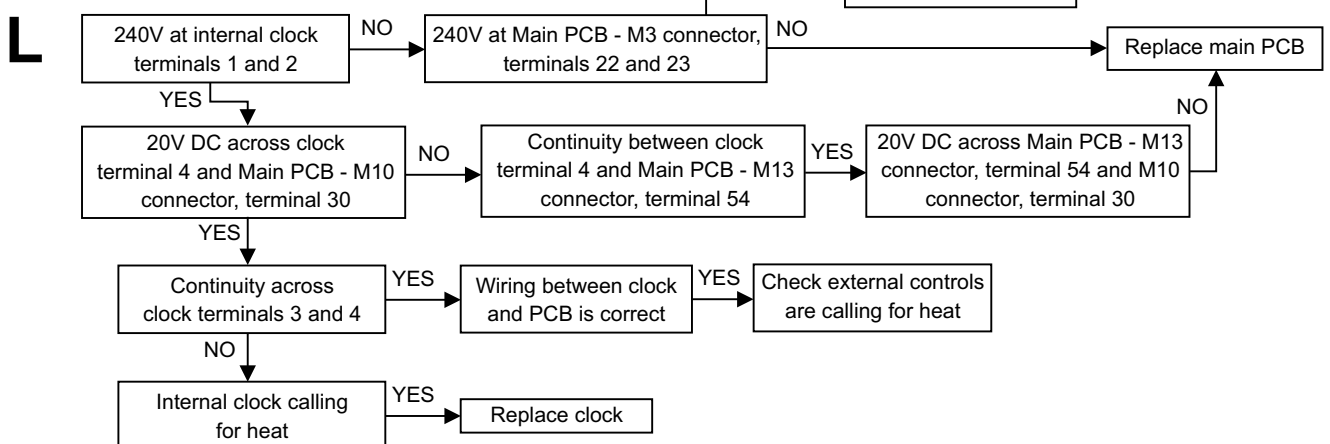 L
240V at internal clock
terminals 1 and 2
NO
240V at Main PCB - M3 connector,
terminals 22 and 23
NO
Replace main PCB
YES
NO
20V DC across clock
terminal 4 and Main PCB - M10
connector, terminal 30
NO
Continuity between clock
terminal 4 and Main PCB - M13
connector, terminal 54
YES
20V DC across Main PCB - M13
connector, terminal 54 and M10
connector, terminal 30
YES
Continuity across
clock terminals 3 and 4
YES
Wiring between clock
and PCB is correct
YES
Check external controls
are calling for heat
NO
Internal clock calling
for heat
YES
Replace clock